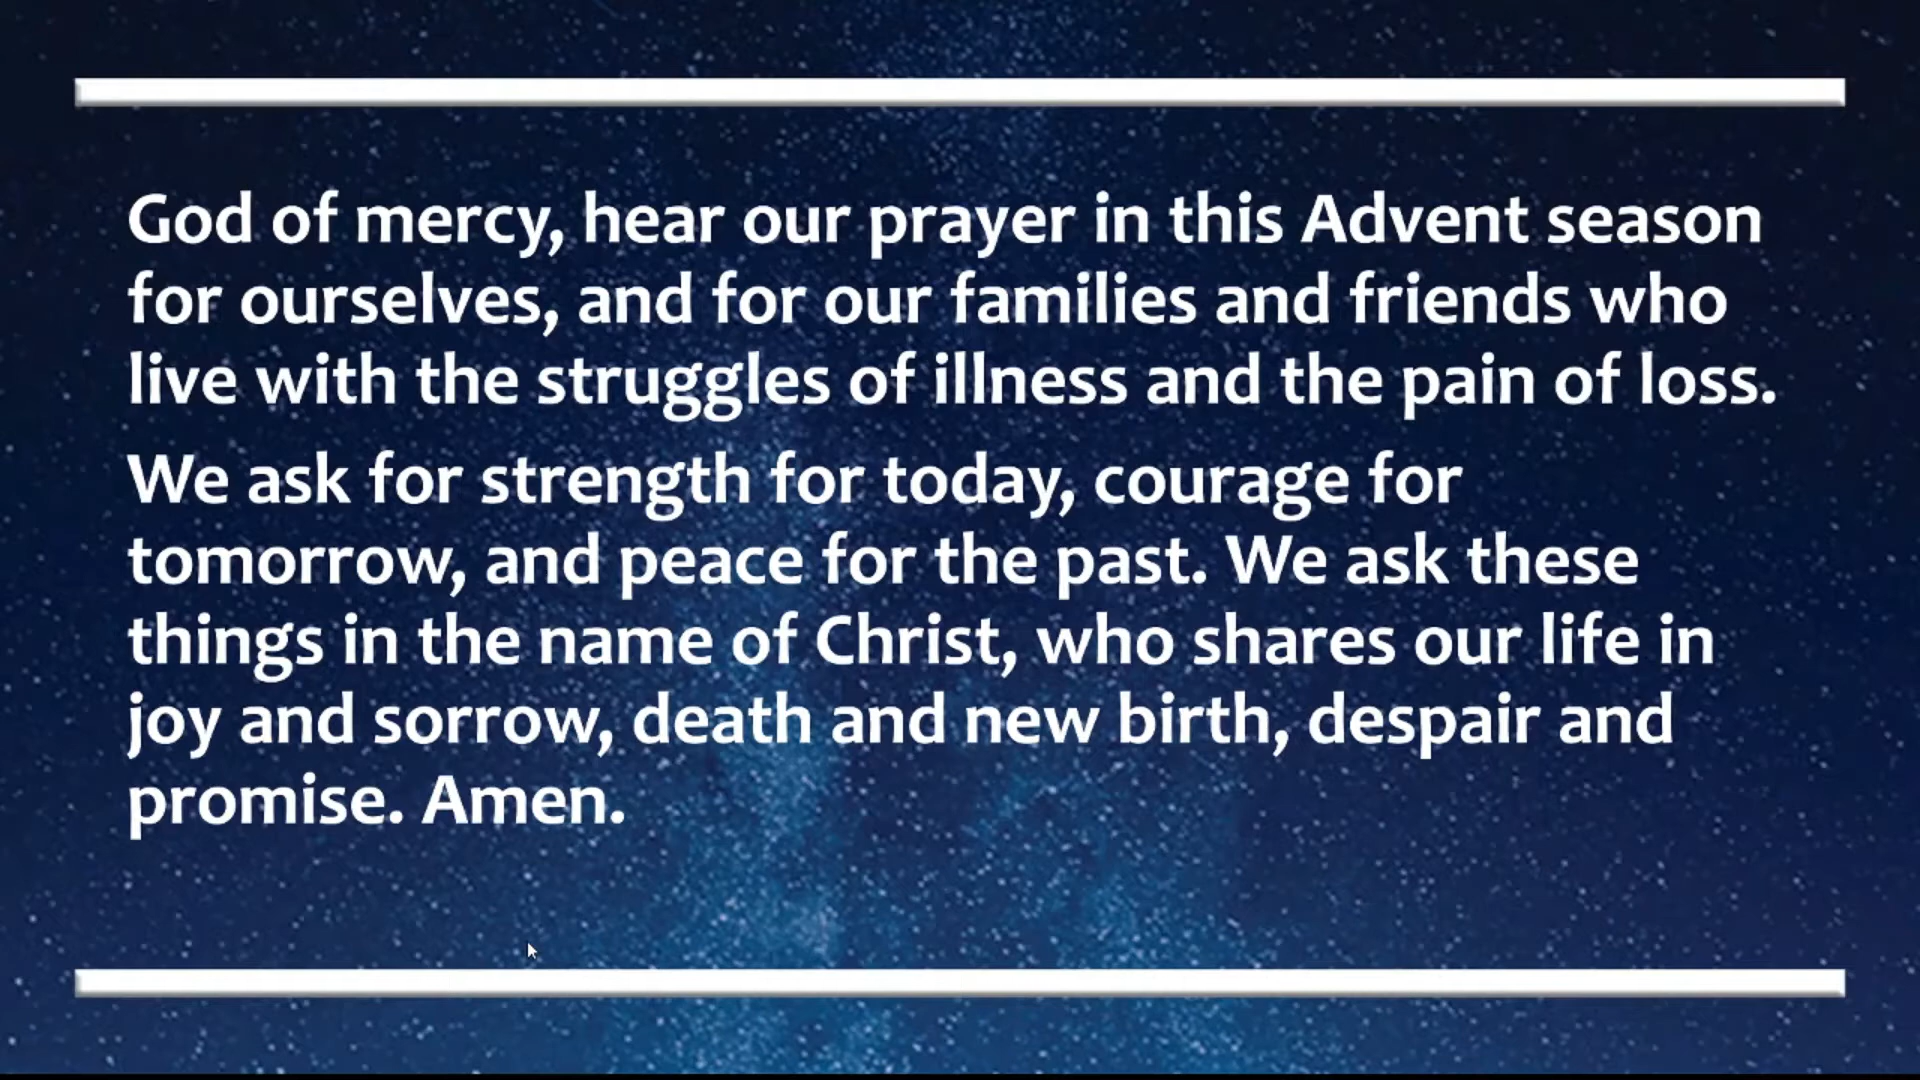 God of mercy, hear our prayer in this Advent season
for ourselves, and for our families and friends who
live with the struggles of illness and the pain of loss.
We ask for strength for today, courage for
tomorrow, and peace for the past. We ask these
things in the name of Christ, who shares our life in
joy and sorrow, death and new birth, despair and
promise. Amen.